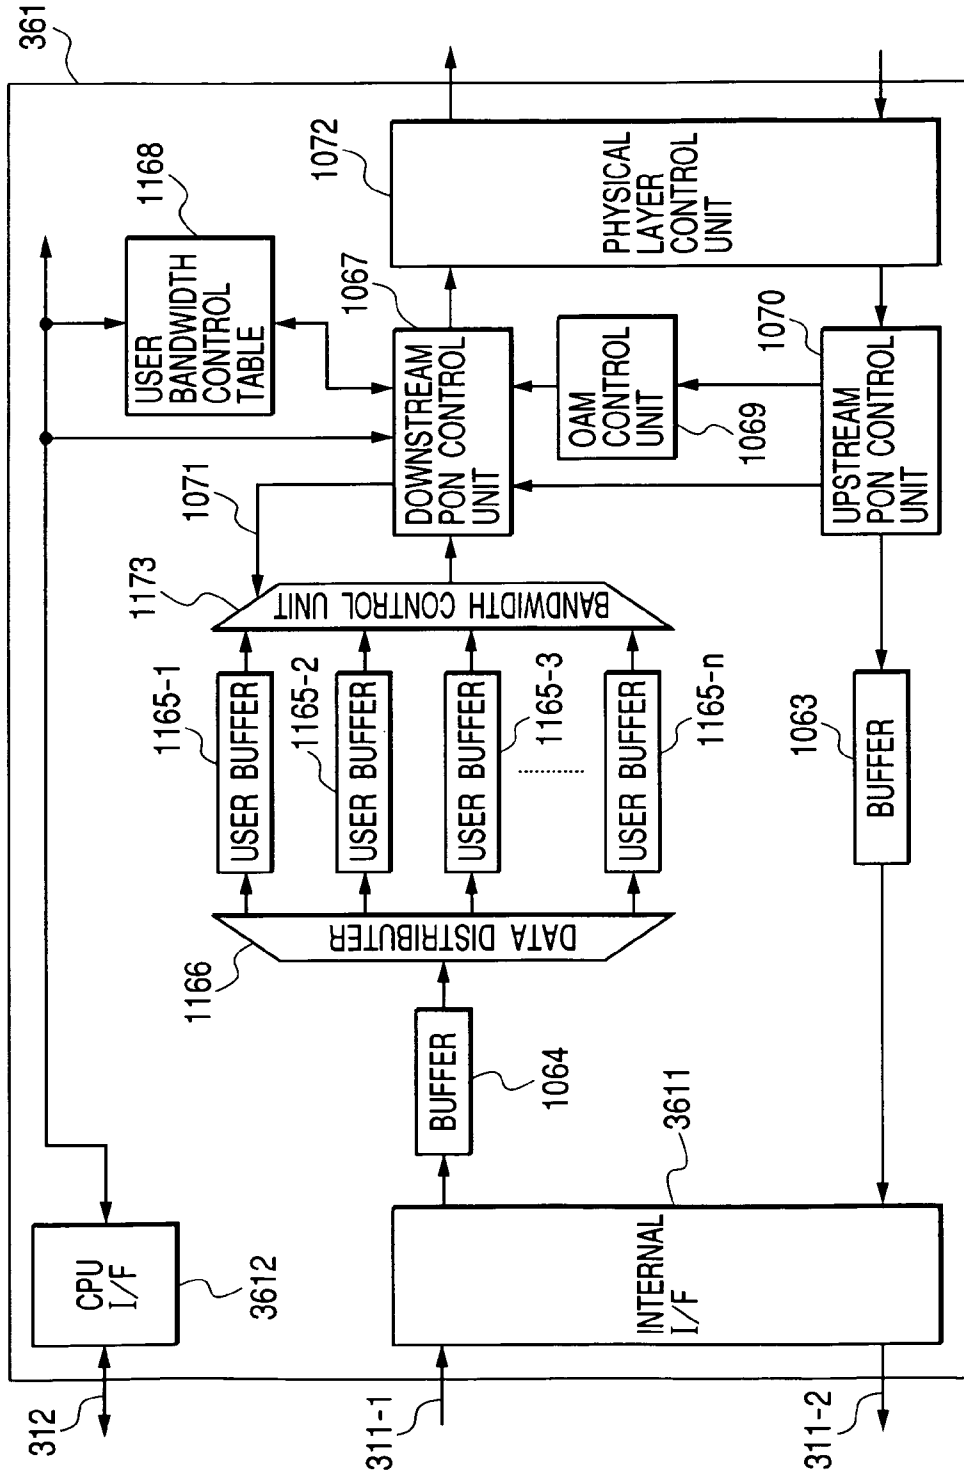 361
312
CPU
I/F
3612
USER
BANDWIDTH
CONTROL
TABLE
1168
1173
1071
1165-1
USER BUFFER
1165-2
USER BUFFER
USER BUFFER
1165-3
USER BUFFER
1165-n
1166
DATA DISTRIBUTER
BANDWIDTH CONTROL UNIT
BUFFER
1064
311-1
INTERNAL
I/F
3611
311-2
DOWNSTREAM
PON CONTROL
UNIT
1067
OAM
CONTROL
UNIT
1069
PHYSICAL
LAYER
CONTROL
UNIT
1072
UPSTREAM
PON CONTROL
UNIT
1070
BUFFER
1063